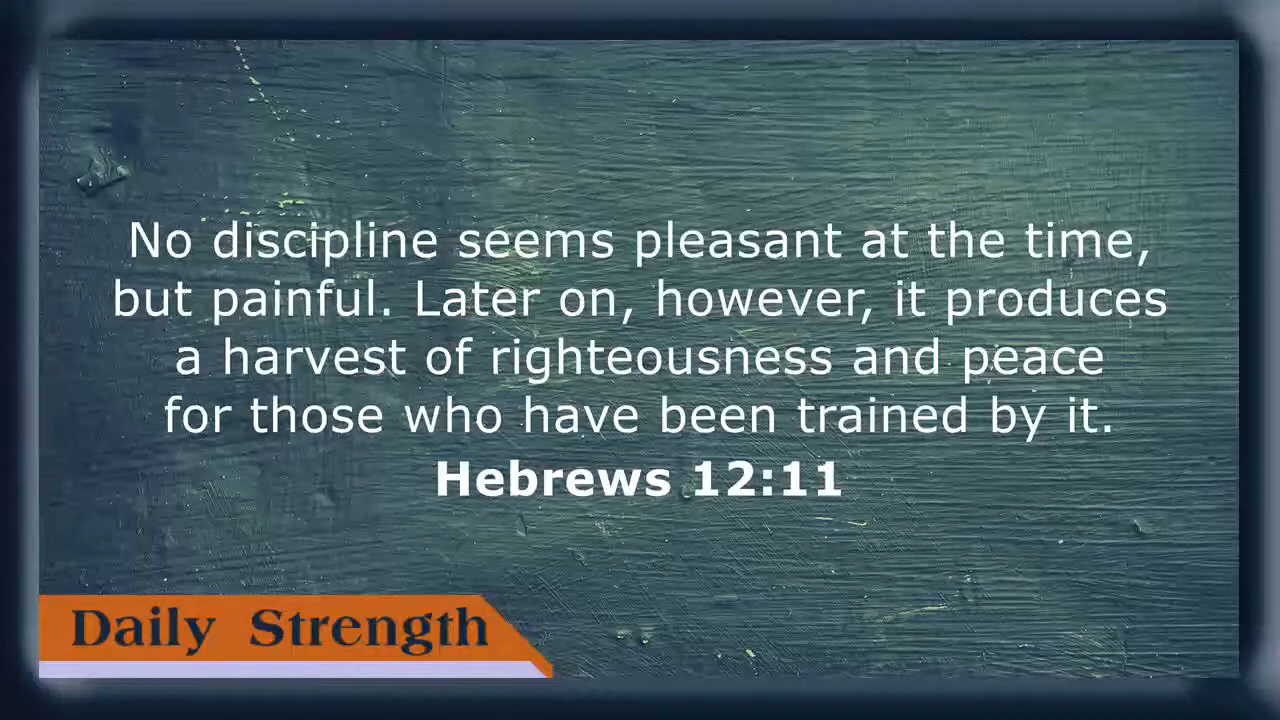 No discipline seems pleasant at the time,
but painful. Later on, however, it produces
a harvest of righteousness and peace
for those who have been trained by it.
Hebrews 12:11
Daily Strength